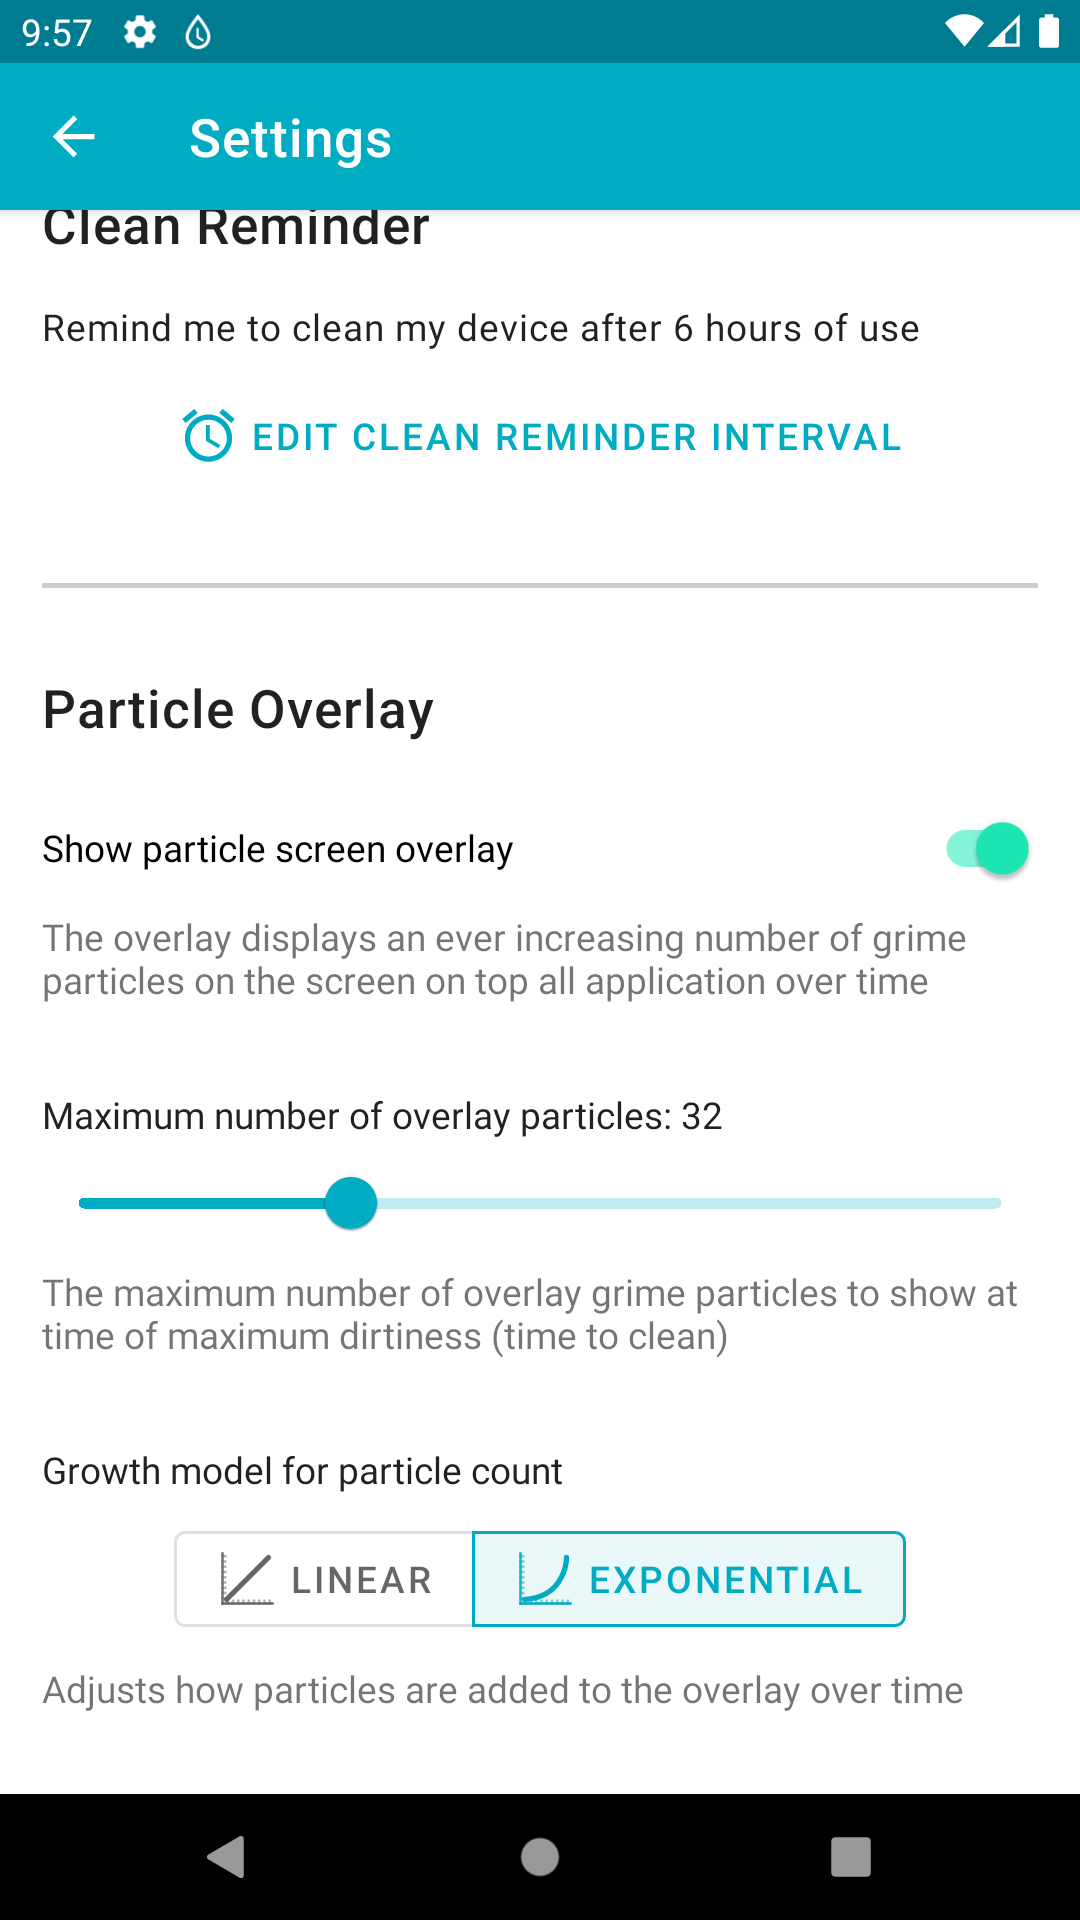 9:57
Settings
Clean Reminder
Remind me to clean my device after 6 hours of use
EDIT CLEAN REMINDER INTERVAL
Particle Overlay
Show particle screen overlay
The overlay displays an ever increasing number of grime
particles on the screen on top all application over time
Maximum number of overlay particles: 32
The maximum number of overlay grime particles to show at
time of maximum dirtiness (time to clean)
Growth model for particle count
LINEAR
EXPONENTIAL
Adjusts how particles are added to the overlay over time